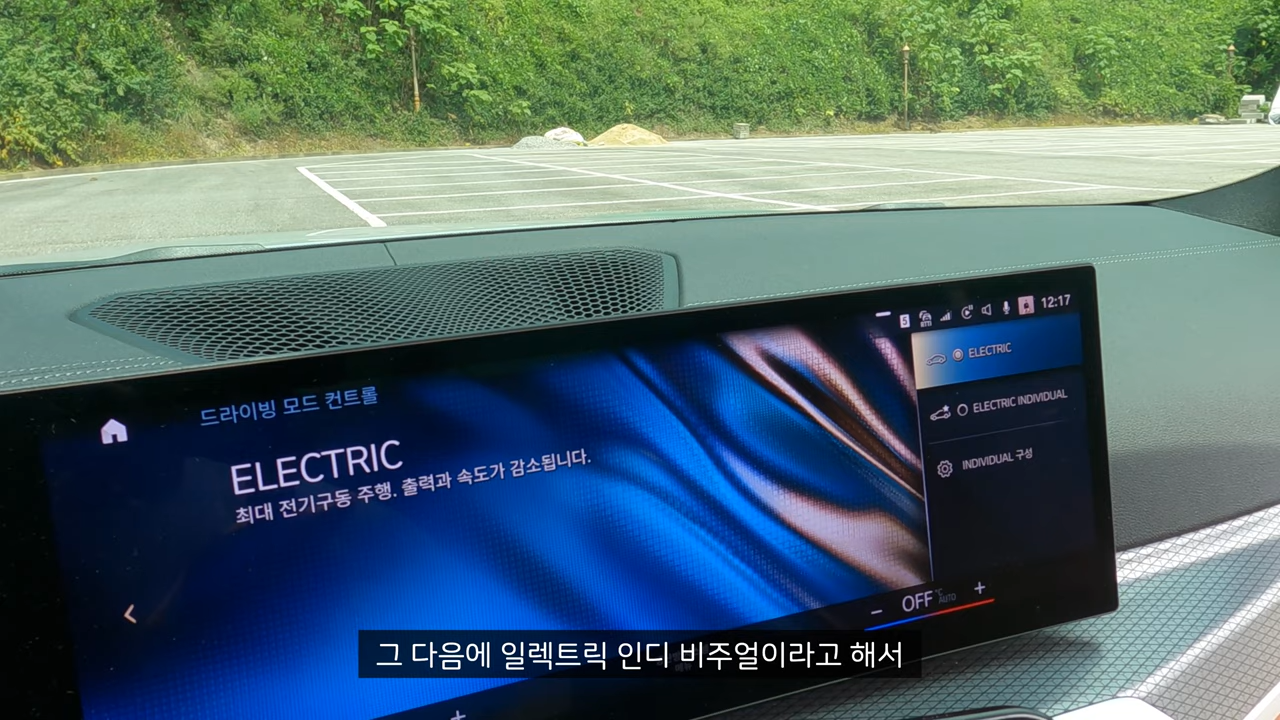 5
12:17
드라이빙 모드 컨트롤
ELECTRIC
최대 전기구동 주행. 출력과 속도가 감소됩니다.
ELECTRIC
ELECTRIC INDIVIDUAL
INDIVIDUAL 구성
- OFF °C AUTO +
그 다음에 일렉트릭 인디 비주얼이라고 해서